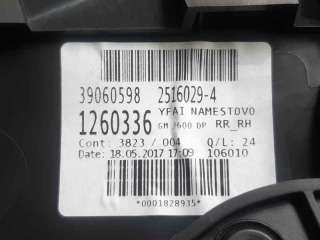 39060598 2516029-4
1260336 YFAI NAMESTOVO
GM J600 DP RR_RH
Cont: 3823 / 004 Q/L: 24
Date: 18.05.2017 17:09 106010
*0001828935*